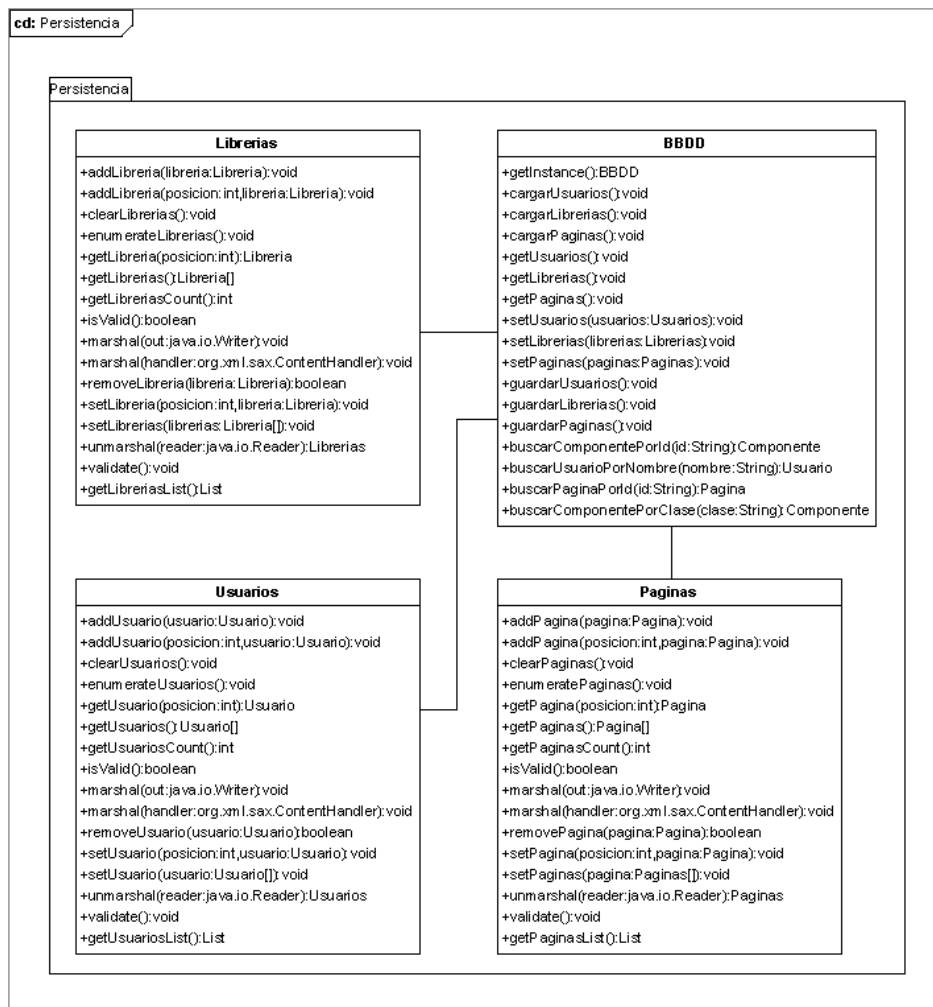 cd: Persistencia
Persistencia
Librerias
+addLibreria(libreria:Libreria):void
+addLibreria(posicion:int,libreria:Libreria):void
+clearLibrerias():void
+enumerateLibrerias():void
+getLibreria(posicion:int):Libreria
+getLibrerias():Libreria[]
+getLibreriasCount():int
+isValid():boolean
+marshal(out:java.io.Writer):void
+marshal(handler:org.xml.sax.ContentHandler):void
+removeLibreria(libreria:Libreria):boolean
+setLibreria(posicion:int,libreria:Libreria):void
+setLibrerias(librerias:Libreria[]):void
+unmarshal(reader:java.io.Reader):Librerias
+validate():void
+getLibreriasList():List
BBDD
+getInstance():BBDD
+cargarUsuarios():void
+cargarLibrerias():void
+cargarPaginas():void
+getUsuarios():void
+getLibrerias():void
+getPaginas():void
+setUsuarios(usuarios:Usuarios):void
+setLibrerias(librerias:Librerias):void
+setPaginas(paginas:Paginas):void
+guardarUsuarios():void
+guardarLibrerias():void
+guardarPaginas():void
+buscarComponentePorId(id:String):Componente
+buscarUsuarioPorNombre(nombre:String):Usuario
+buscarPaginaPorId(id:String):Pagina
+buscarComponentePorClase(clase:String):Componente
Usuarios
+addUsuario(usuario:Usuario):void
+addUsuario(posicion:int,usuario:Usuario):void
+clearUsuarios():void
+enumerateUsuarios():void
+getUsuario(posicion:int):Usuario
+getUsuarios():Usuario[]
+getUsuariosCount():int
+isValid():boolean
+marshal(out:java.io.Writer):void
+marshal(handler:org.xml.sax.ContentHandler):void
+removeUsuario(usuario:Usuario):boolean
+setUsuario(posicion:int,usuario:Usuario):void
+setUsuario(usuario:Usuario[]):void
+unmarshal(reader:java.io.Reader):Usuarios
+validate():void
+getUsuariosList():List
Paginas
+addPagina(pagina:Pagina):void
+addPagina(posicion:int,pagina:Pagina):void
+clearPaginas():void
+enumeratePaginas():void
+getPagina(posicion:int):Pagina
+getPaginas():Pagina[]
+getPaginasCount():int
+isValid():boolean
+marshal(out:java.io.Writer):void
+marshal(handler:org.xml.sax.ContentHandler):void
+removePagina(pagina:Pagina):boolean
+setPagina(posicion:int,pagina:Pagina):void
+setPaginas(pagina:Paginas[]):void
+unmarshal(reader:java.io.Reader):Paginas
+validate():void
+getPaginasList():List